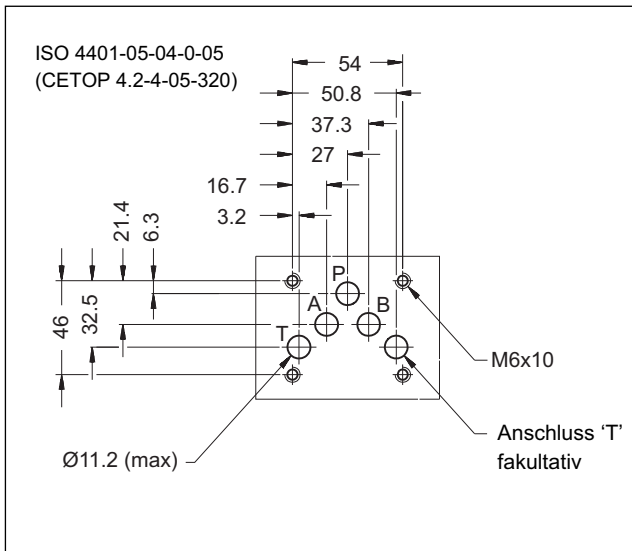 ISO 4401-05-04-0-05
(CETOP 4.2-4-05-320)
54
50.8
37.3
27
16.7
3.2
21.4
6.3
46
32.5
P
A
B
T
M6x10
Ø11.2 (max)
Anschluss ‘T’
fakultativ